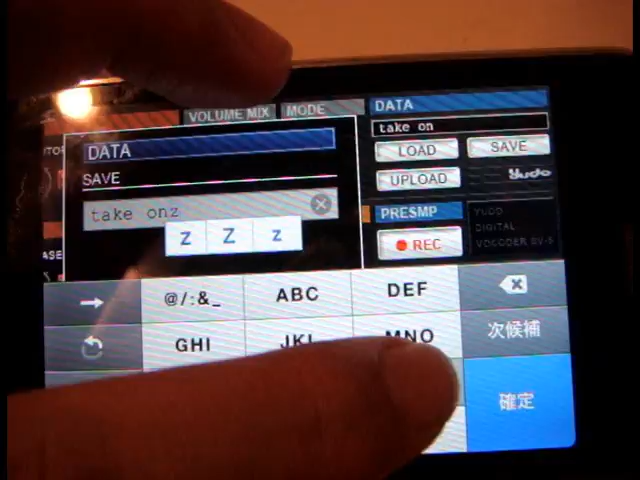 VOLUME MIX
MODE
DATA
take on
LOAD
SAVE
UPLOAD
Yudo
PRESMP
REC
YUDO
DIGITAL
VOCODER SV-5
DATA
SAVE
take onz
z Z z
@/:&_
ABC
DEF
GHI
JKL
MNO
次候補
確定